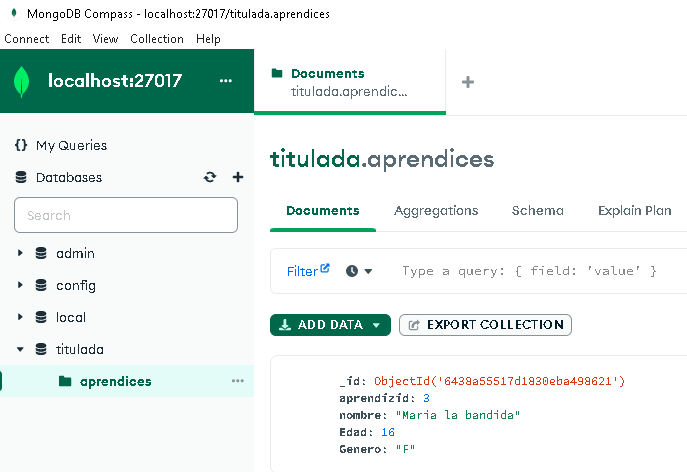 MongoDB Compass - localhost:27017/titulada.aprendices
Connect Edit View Collection Help
localhost:27017 ...
Documents
titulada.aprendic...
+
{} My Queries
Databases +
Search
admin
config
local
titulada
aprendices ...
titulada.aprendices
Documents Aggregations Schema Explain Plan
Filter Type a query: { field: 'value' }
ADD DATA EXPORT COLLECTION
_id: ObjectId('6438a55517d1830eba498621')
aprendizid: 3
nombre: "Maria la bandida"
Edad: 16
Genero: "F"